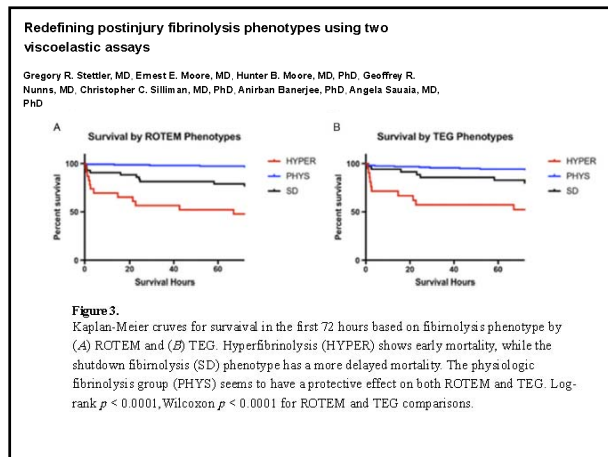 Redefining postinjury fibrinolysis phenotypes using two
viscoelastic assays
Gregory R. Stettler, MD, Ernest E. Moore, MD, Hunter B. Moore, MD, PhD, Geoffrey R.
Nunns, MD, Christopher C. Silliman, MD, PhD, Anirban Banerjee, PhD, Angela Sauaia, MD,
PhD
A
Survival by ROTEM Phenotypes
Percent survival
100
50
0
0
20
40
60
Survival Hours
HYPER
PHYS
SD
B
Survival by TEG Phenotypes
Percent survival
100
50
0
0
20
40
60
Survival Hours
HYPER
PHYS
SD
Figure 3.
Kaplan-Meier cruves for survaival in the first 72 hours based on fibirnolysis phenotype by
(A) ROTEM and (B) TEG. Hyperfibrinolysis (HYPER) shows early mortality, while the
shutdown fibirnolysis (SD) phenotype has a more delayed mortality. The physiologic
fibrinolysis group (PHYS) seems to have a protective effect on both ROTEM and TEG. Log-
rank p < 0.0001, Wilcoxon p < 0.0001 for ROTEM and TEG comparisons.